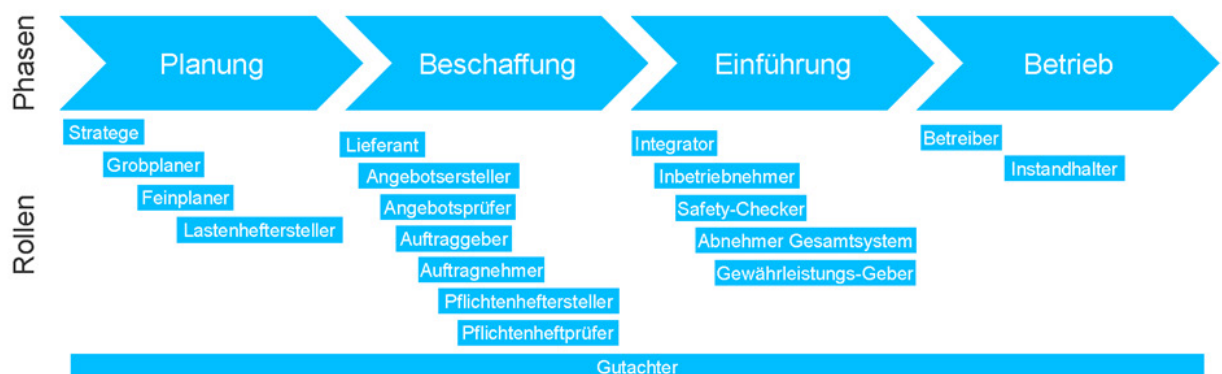 Phasen
Planung
Beschaffung
Einführung
Betrieb
Rollen
Stratege
Grobplaner
Feinplaner
Lastenheftersteller
Lieferant
Angebotsersteller
Angebotsprüfer
Auftraggeber
Auftragnehmer
Pflichtenheftersteller
Pflichtenheftprüfer
Integrator
Inbetriebnehmer
Safety-Checker
Abnehmer Gesamtsystem
Gewährleistungs-Geber
Betreiber
Instandhalter
Gutachter